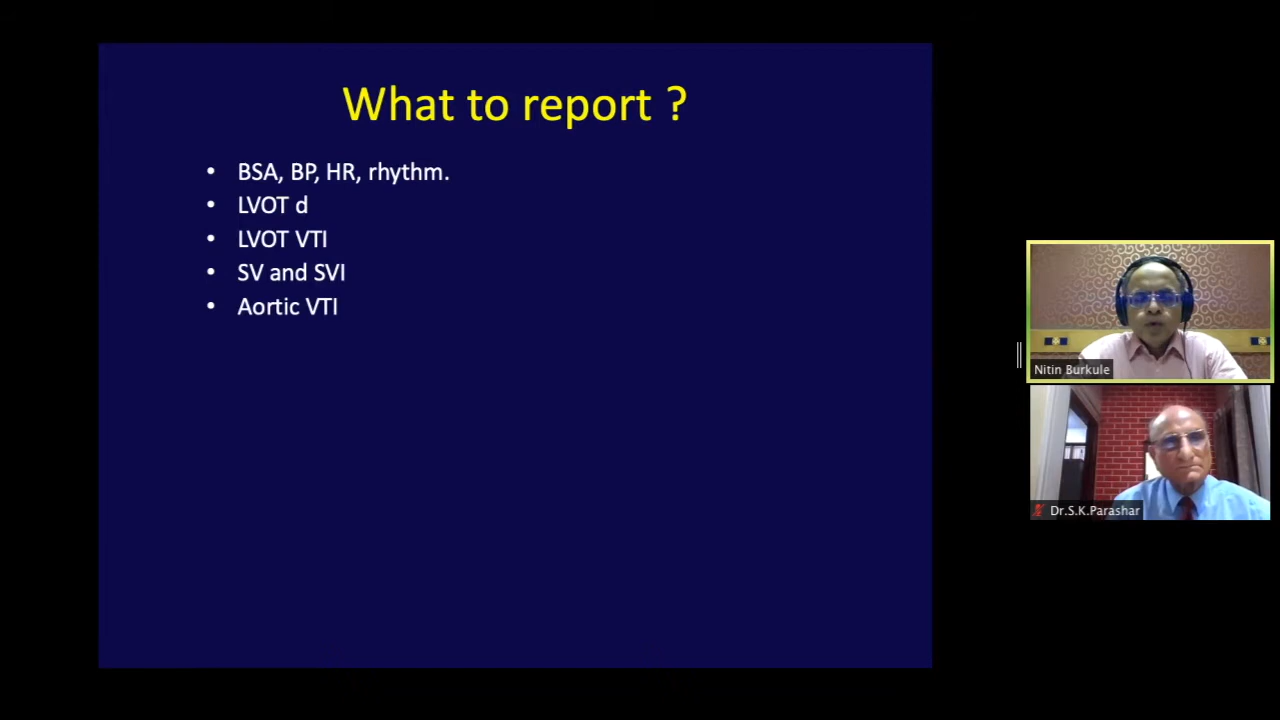 What to report ?
• BSA, BP, HR, rhythm.
• LVOT d
• LVOT VTI
• SV and SVI
• Aortic VTI
Nitin Burkule
Dr.S.K.Parashar